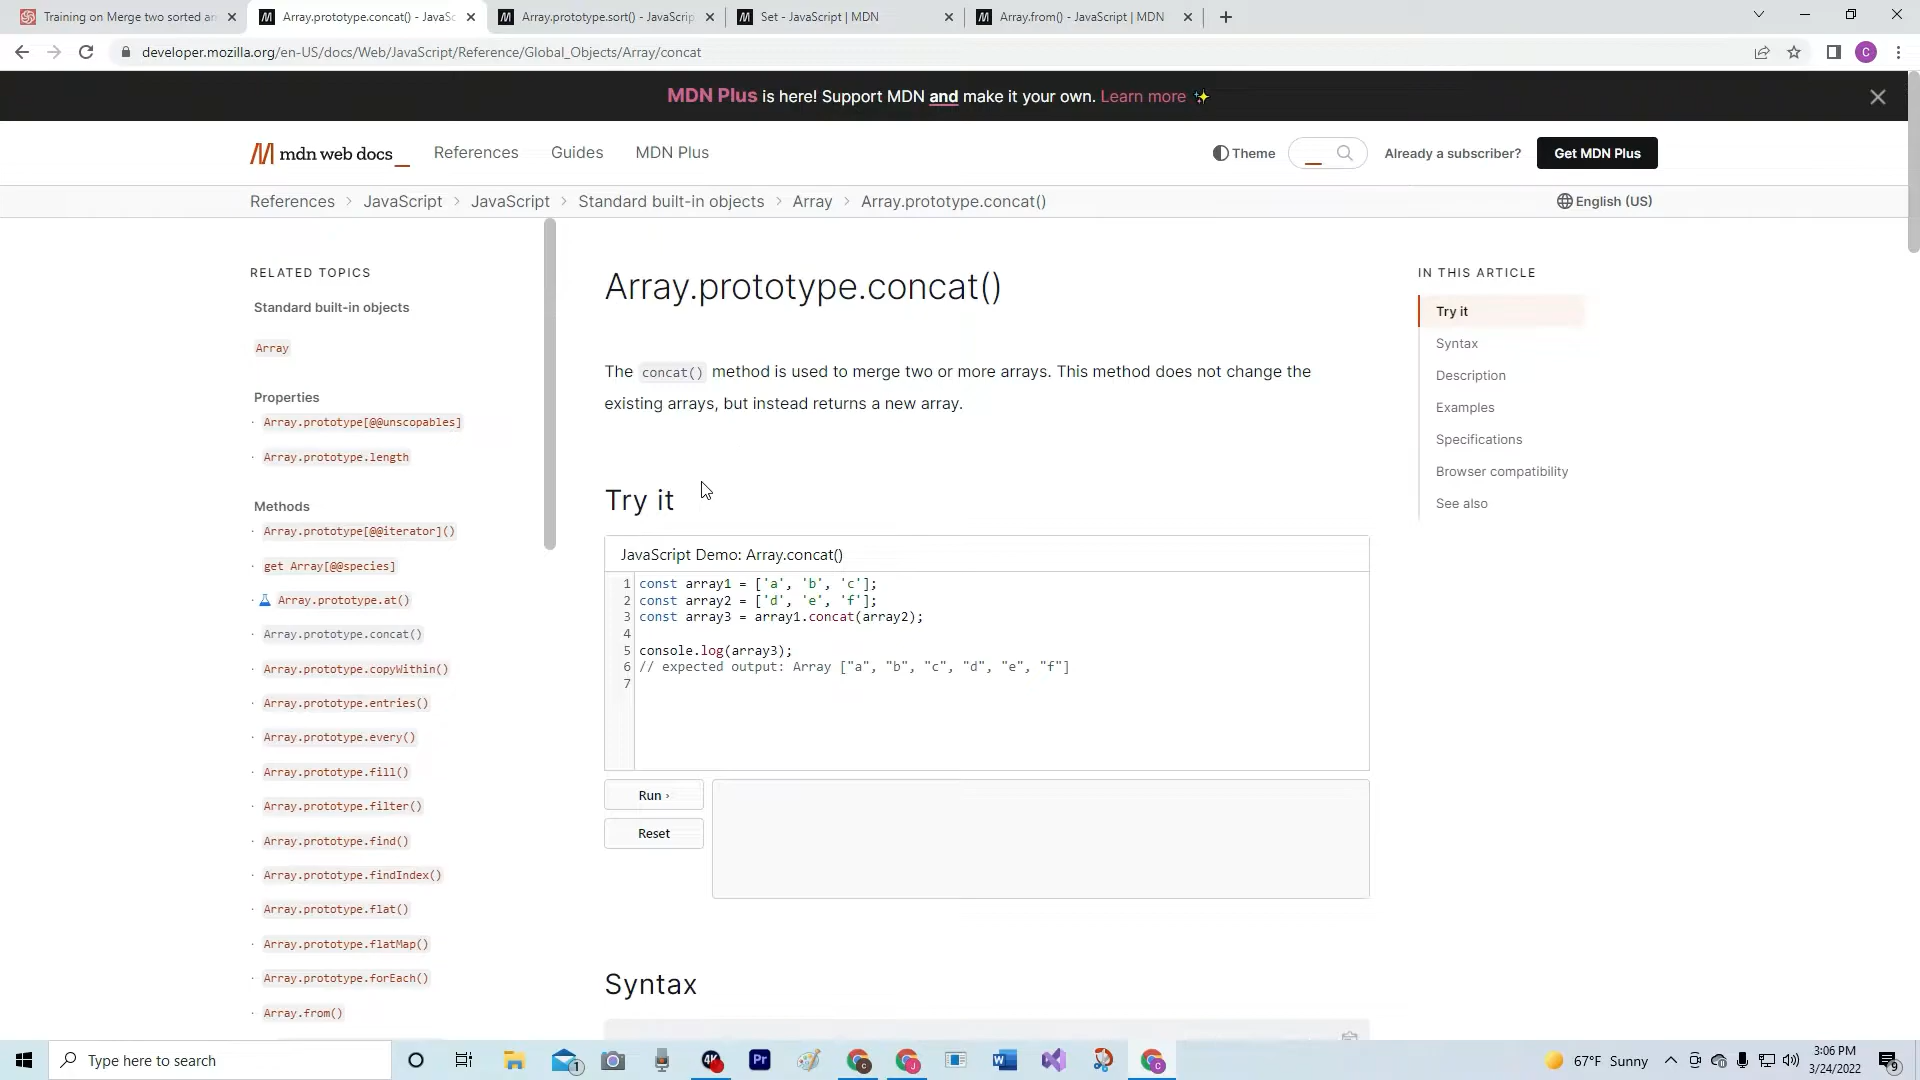 Training on Merge two sorted ar
Array.prototype.concat() - JavaSc
Array.prototype.sort() - JavaScrip
Set - JavaScript | MDN
Array.from() - JavaScript | MDN
developer.mozilla.org/en-US/docs/Web/JavaScript/Reference/Global_Objects/Array/concat
C
MDN Plus is here! Support MDN and make it your own. Learn more ✨
mdn web docs_
References
Guides
MDN Plus
Theme
Already a subscriber?
Get MDN Plus
References > JavaScript > JavaScript > Standard built-in objects > Array > Array.prototype.concat()
English (US)
RELATED TOPICS
Standard built-in objects
Array
Properties
Array.prototype[@@unscopables]
Array.prototype.length
Methods
Array.prototype[@@iterator]()
get Array[@@species]
Array.prototype.at()
Array.prototype.concat()
Array.prototype.copyWithin()
Array.prototype.entries()
Array.prototype.every()
Array.prototype.fill()
Array.prototype.filter()
Array.prototype.find()
Array.prototype.findIndex()
Array.prototype.flat()
Array.prototype.flatMap()
Array.prototype.forEach()
Array.from()
Array.prototype.concat()
The concat() method is used to merge two or more arrays. This method does not change the
existing arrays, but instead returns a new array.
Try it
JavaScript Demo: Array.concat()
1 const array1 = ['a', 'b', 'c'];
2 const array2 = ['d', 'e', 'f'];
3 const array3 = array1.concat(array2);
4
5 console.log(array3);
6 // expected output: Array ["a", "b", "c", "d", "e", "f"]
7
Run ›
Reset
Syntax
IN THIS ARTICLE
Try it
Syntax
Description
Examples
Specifications
Browser compatibility
See also
Type here to search
67°F Sunny
3:06 PM
3/24/2022